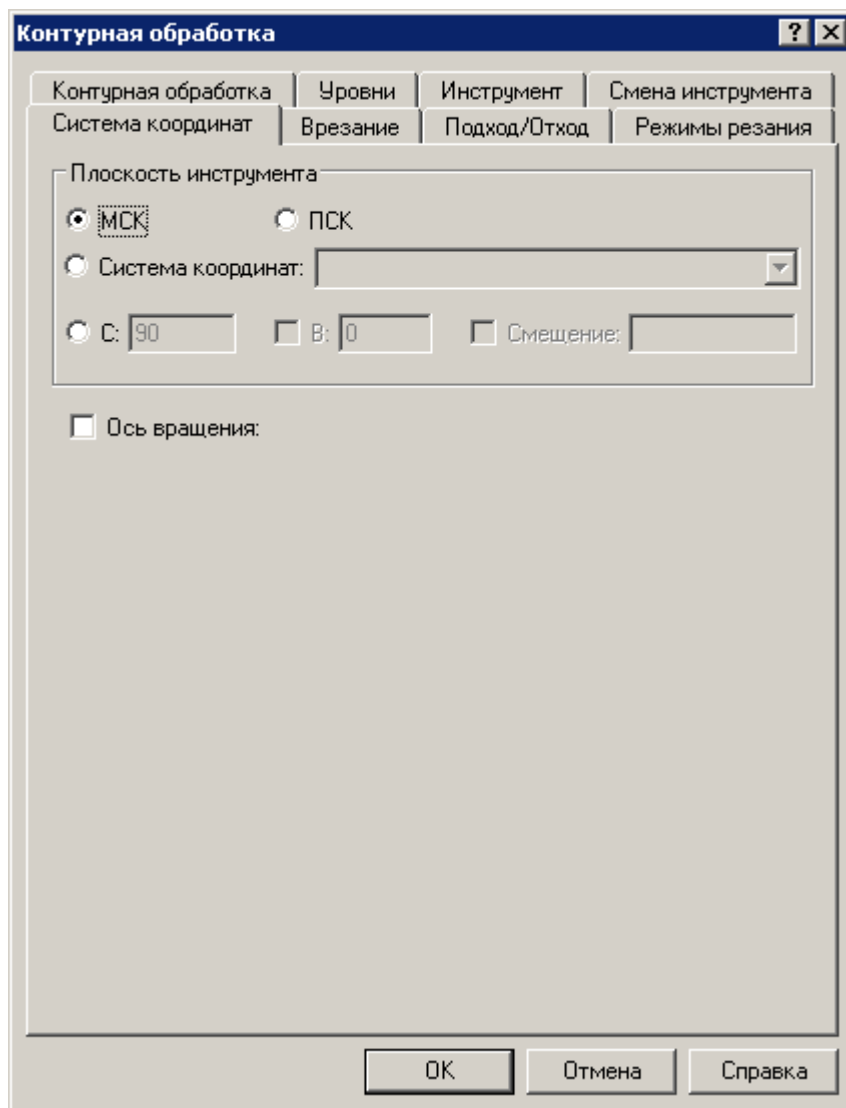 Контурная обработка
Контурная обработка Уровни Инструмент Смена инструмента
Система координат Врезание Подход/Отход Режимы резания
Плоскость инструмента
МСК ПСК
Система координат:
C: 90 B: 0 Смещение:
Ось вращения:
OK Отмена Справка